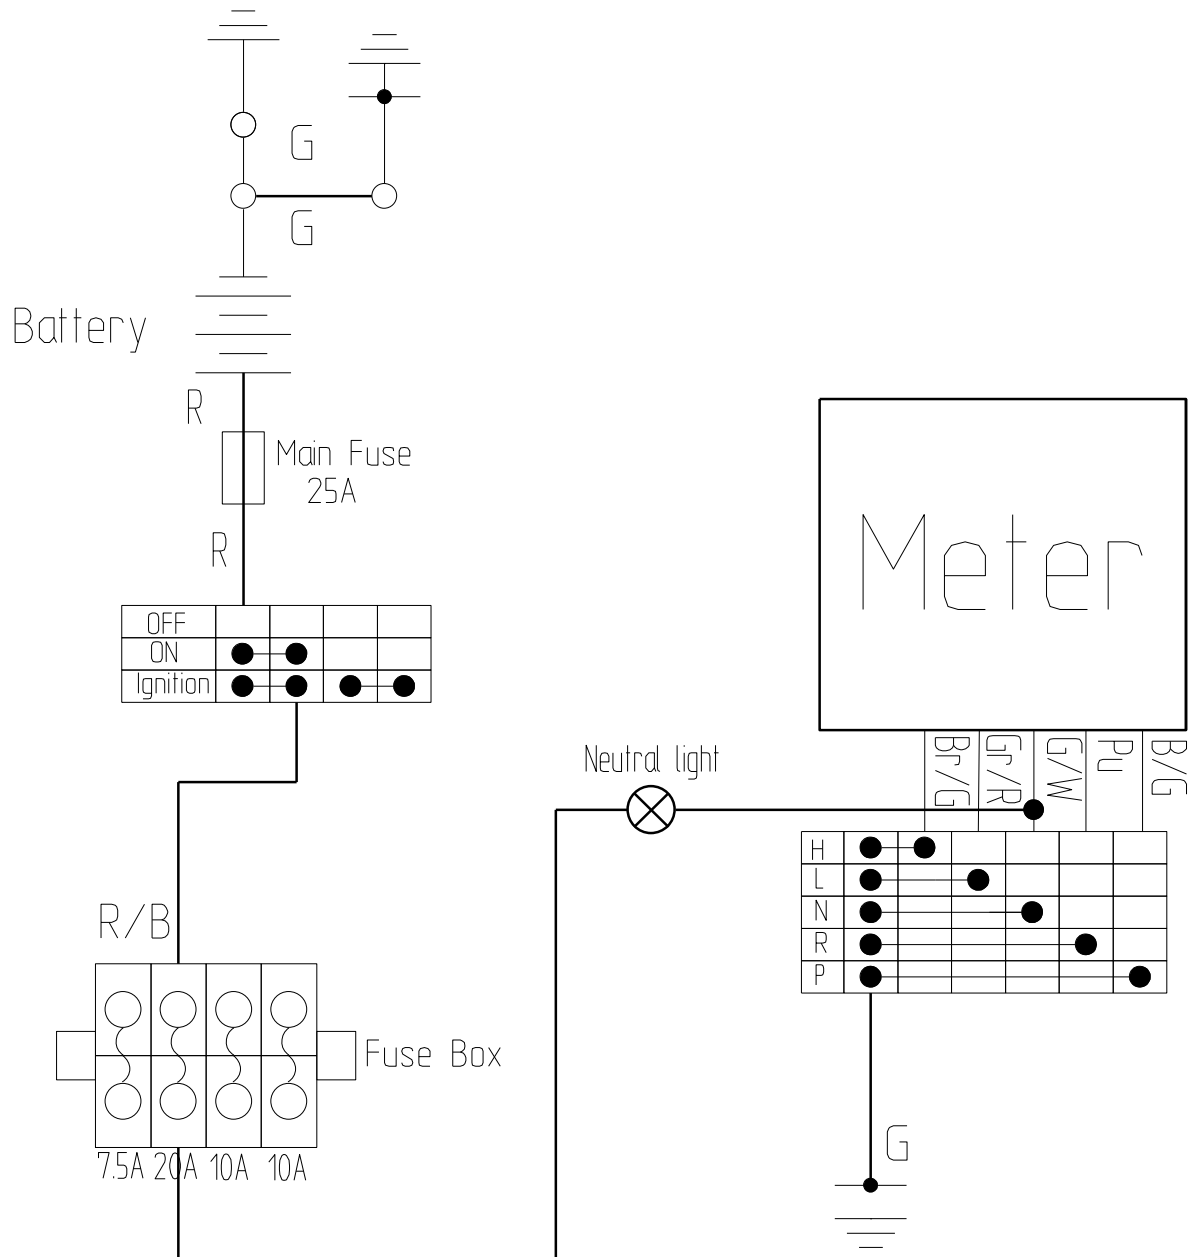 G
G
Battery
R
Main Fuse
25A
R
OFF
ON
Ignition
Meter
Br/G
Gr/R
G/W
Pu
B/G
Neutral light
H
L
N
R
P
R/B
Fuse Box
7.5A 20A 10A 10A
G